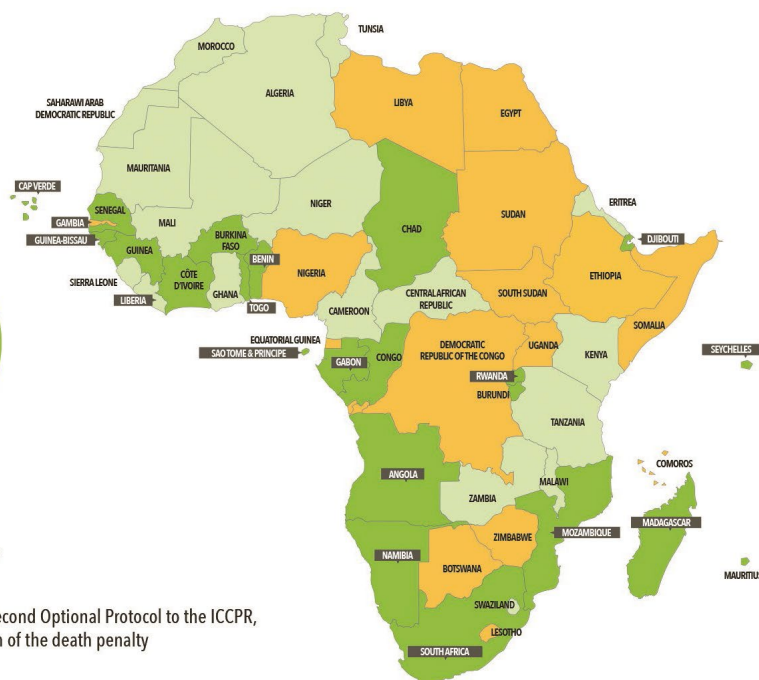 TUNSIA
MOROCCO
ALGERIA
LIBYA
EGYPT
SAHARAWI ARAB
DEMOCRATIC REPUBLIC
MAURITANIA
MALI
NIGER
CHAD
SUDAN
ERITREA
CAP VERDE
SENEGAL
GAMBIA
GUINEA-BISSAU
GUINEA
BURKINA
FASO
BENIN
NIGERIA
DJIBOUTI
ETHIOPIA
SIERRA LEONE
LIBERIA
CÔTE
D'IVOIRE
GHANA
TOGO
CAMEROON
CENTRAL AFRICAN
REPUBLIC
SOUTH SUDAN
SOMALIA
EQUATORIAL GUINEA
SAO TOME & PRINCIPE
GABON
CONGO
DEMOCRATIC
REPUBLIC OF THE CONGO
UGANDA
KENYA
SEYCHELLES
RWANDA
BURUNDI
TANZANIA
ANGOLA
ZAMBIA
MALAWI
COMOROS
MOZAMBIQUE
MADAGASCAR
NAMIBIA
ZIMBABWE
BOTSWANA
MAURITIUS
SWAZILAND
LESOTHO
SOUTH AFRICA
econd Optional Protocol to the ICCPR,
n of the death penalty